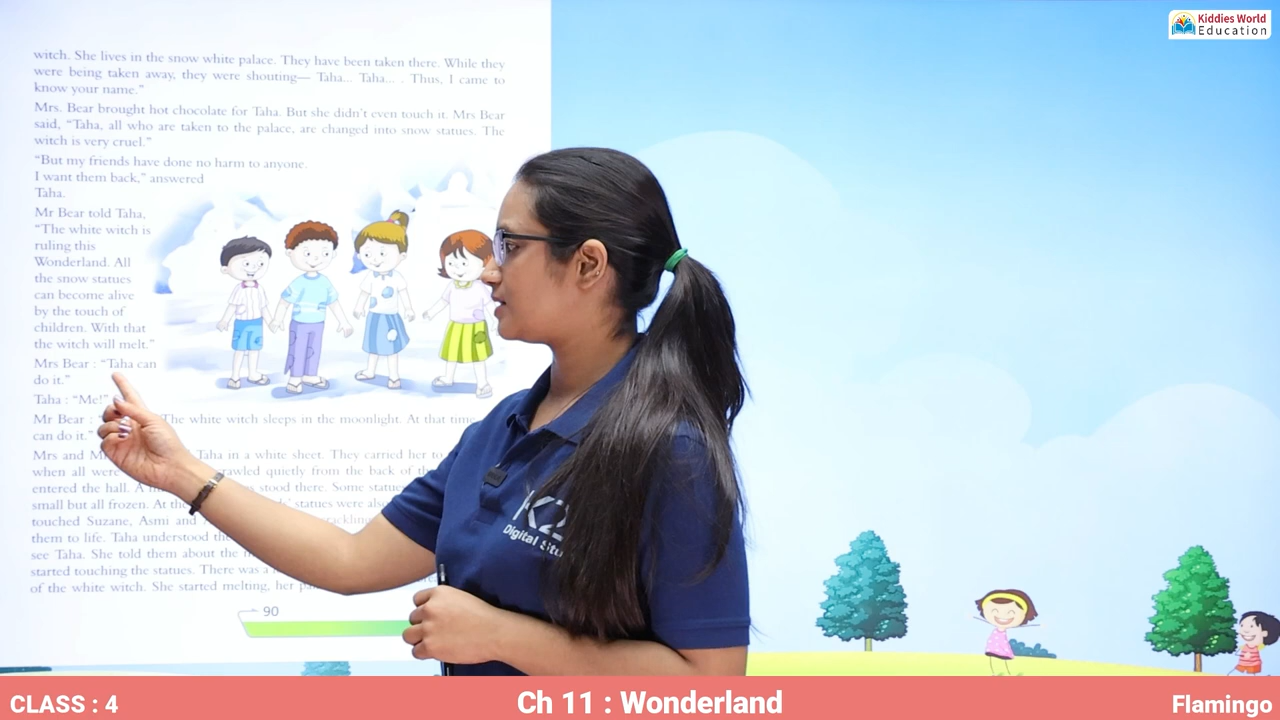 witch. She lives in the snow white palace. They have been taken there. While they
were being taken away, they were shouting— Taha... Taha... . Thus, I came to
know your name.”
Mrs. Bear brought hot chocolate for Taha. But she didn’t even touch it. Mrs Bear
said, “Taha, all who are taken to the palace, are changed into snow statues. The
witch is very cruel.”
“But my friends have done no harm to anyone.
I want them back,” answered
Taha.
Mr Bear told Taha,
“The white witch is
ruling this
Wonderland. All
the snow statues
can become alive
by the touch of
children. With that
the witch will melt.”
Mrs Bear : “Taha can
do it.”
Taha : “Me!”
Mr Bear : The white witch sleeps in the moonlight. At that time
can do it.”
Mrs and Taha in a white sheet. They carried her to
when all were crawled quietly from the back of
entered the hall. A stood there. Some
small but all frozen. At statues were
touched Suzane, Asmi and crackling
them to life. Taha understood
see Taha. She told them about the
started touching the statues. There was a
of the white witch. She started melting, her
90
Kiddies World
Education
K2
Digital
CLASS : 4
Ch 11 : Wonderland
Flamingo